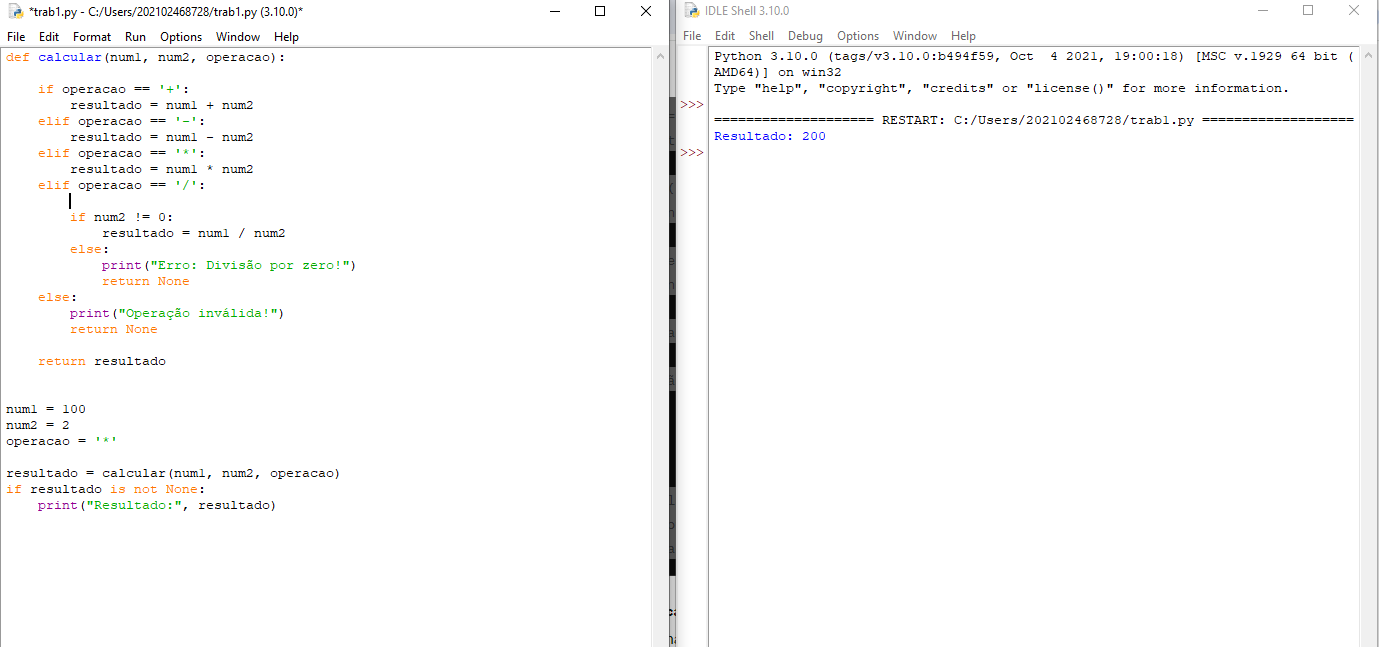 *trab1.py - C:/Users/202102468728/trab1.py (3.10.0)*
File Edit Format Run Options Window Help
def calcular(num1, num2, operacao):
if operacao == '+':
resultado = num1 + num2
elif operacao == '-':
resultado = num1 - num2
elif operacao == '*':
resultado = num1 * num2
elif operacao == '/':
if num2 != 0:
resultado = num1 / num2
else:
print("Erro: Divisão por zero!")
return None
else:
print("Operação inválida!")
return None
return resultado
num1 = 100
num2 = 2
operacao = '*'
resultado = calcular(num1, num2, operacao)
if resultado is not None:
print("Resultado:", resultado)
IDLE Shell 3.10.0
File Edit Shell Debug Options Window Help
Python 3.10.0 (tags/v3.10.0:b494f59, Oct  4 2021, 19:00:18) [MSC v.1929 64 bit (
AMD64)] on win32
Type "help", "copyright", "credits" or "license()" for more information.
>>>
==================== RESTART: C:/Users/202102468728/trab1.py ===================
Resultado: 200
>>>